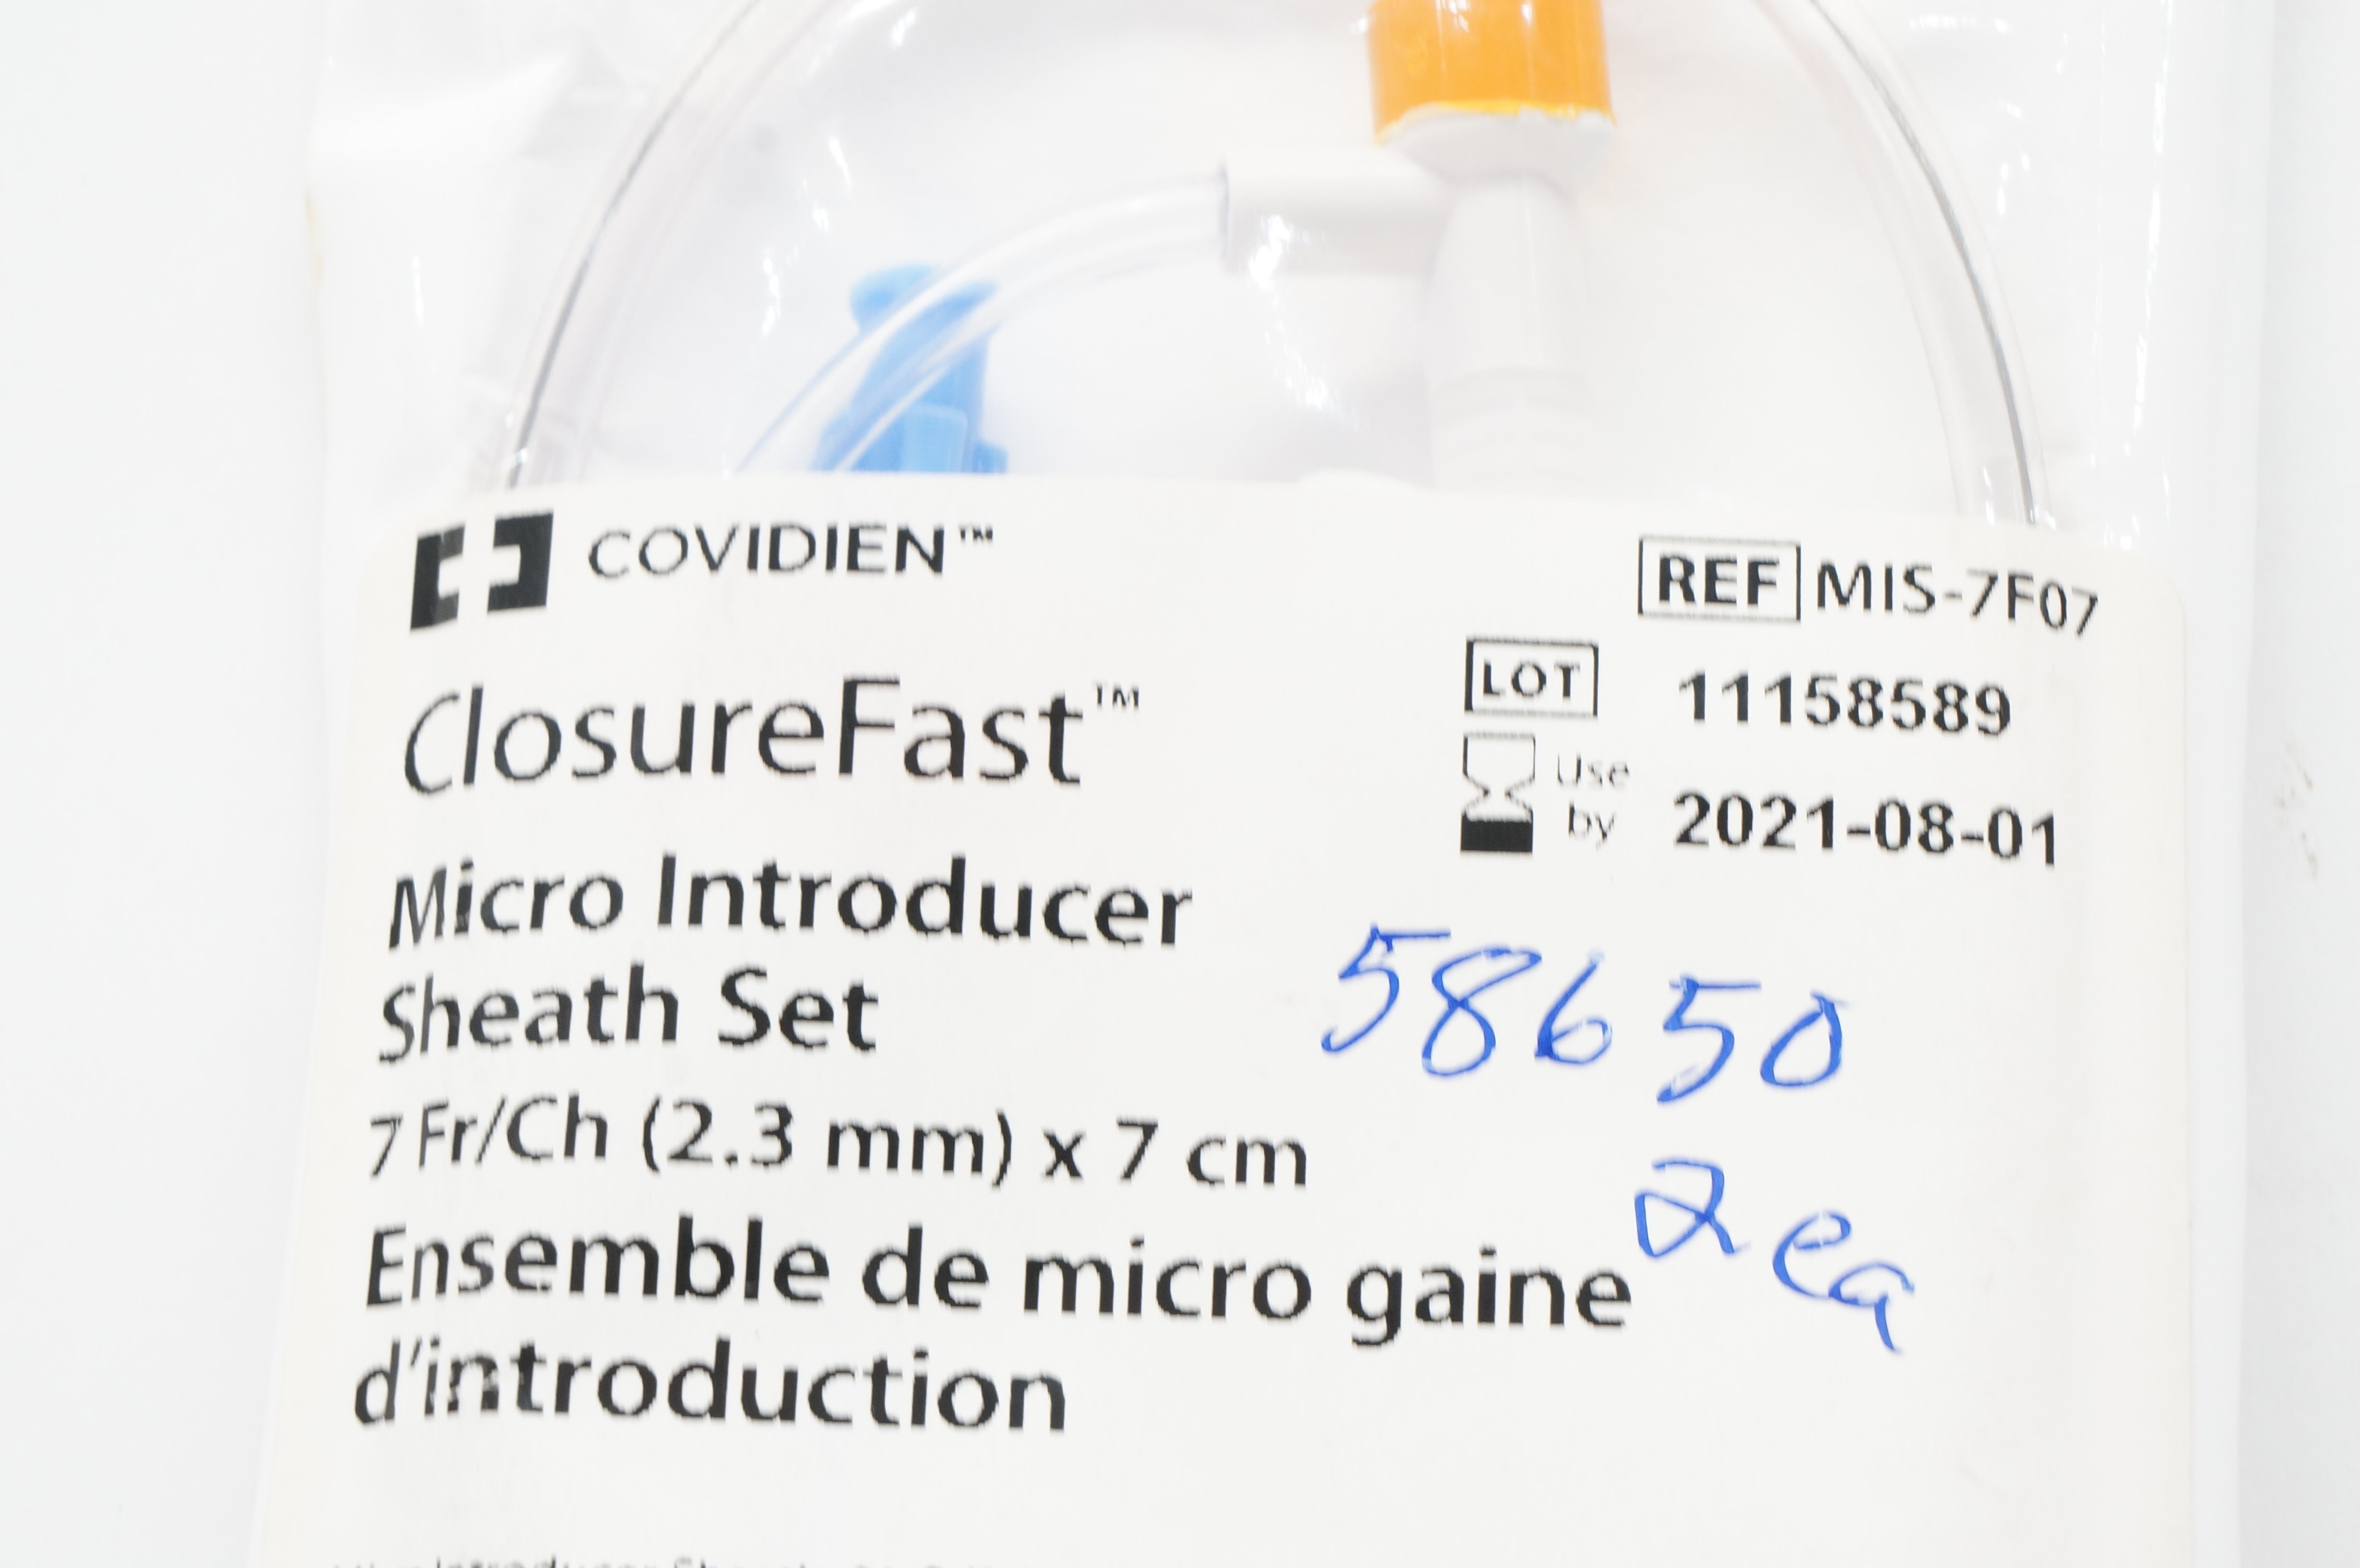 COVIDIEN™
REF MIS-7F07
ClosureFast™
LOT 11158589
Use by 2021-08-01
Micro Introducer
Sheath Set
58650
7 Fr/Ch (2.3 mm) x 7 cm
2 ea
Ensemble de micro gaine
d'introduction